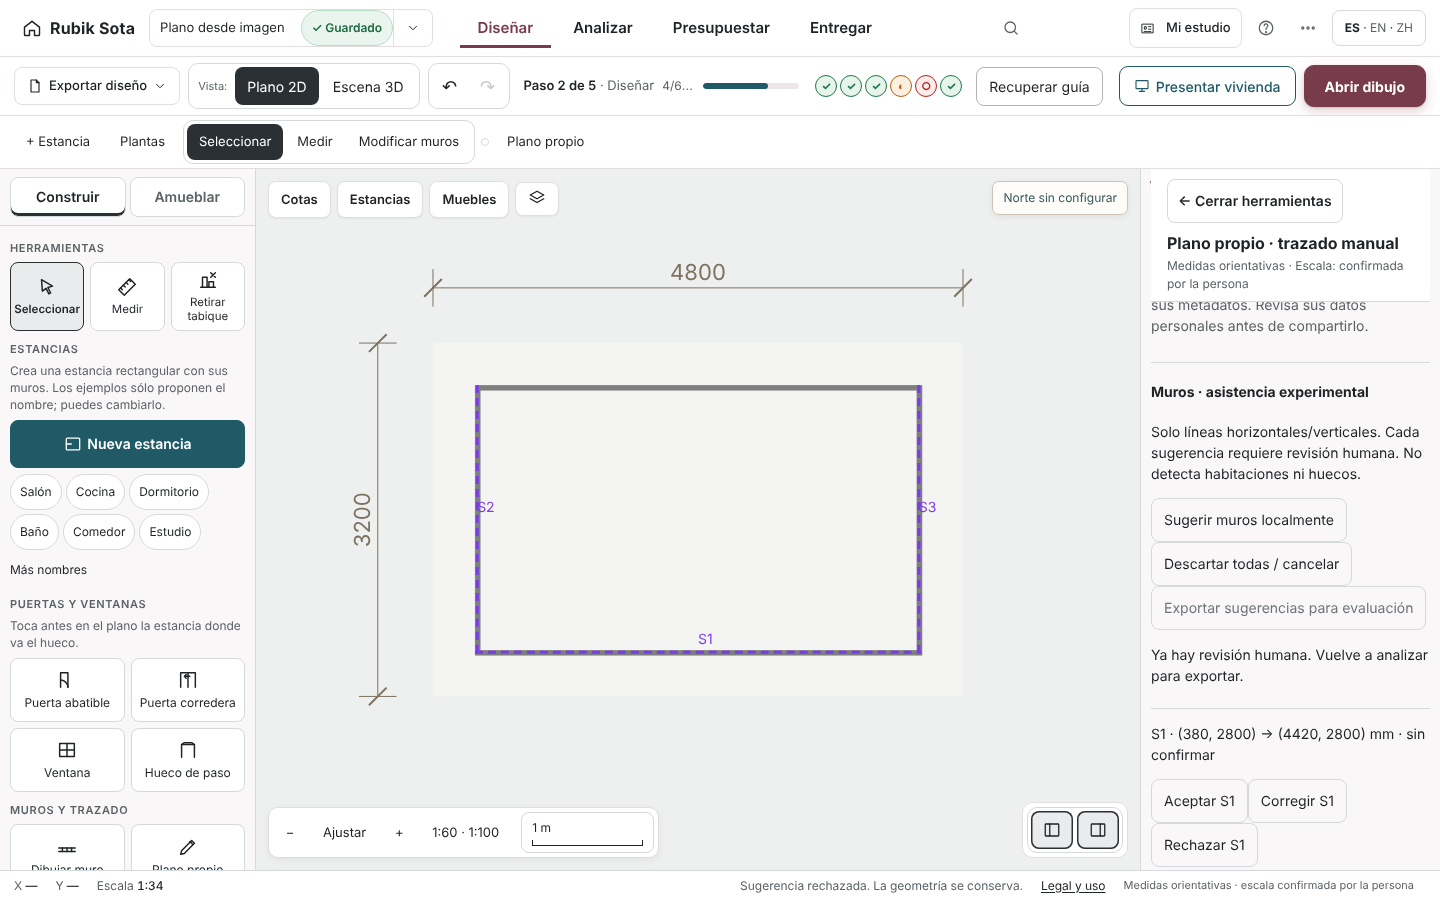 Rubik Sota
Plano desde imagen
Guardado
Diseñar
Analizar
Presupuestar
Entregar
Mi estudio
ES · EN · ZH
Exportar diseño
Vista:
Plano 2D
Escena 3D
Paso 2 de 5 · Diseñar 4/6...
Recuperar guía
Presentar vivienda
Abrir dibujo
+ Estancia
Plantas
Seleccionar
Medir
Modificar muros
Plano propio
Construir
Amueblar
HERRAMIENTAS
Seleccionar
Medir
Retirar
tabique
ESTANCIAS
Crea una estancia rectangular con sus
muros. Los ejemplos sólo proponen el
nombre; puedes cambiarlo.
Nueva estancia
Salón
Cocina
Dormitorio
Baño
Comedor
Estudio
Más nombres
PUERTAS Y VENTANAS
Toca antes en el plano la estancia donde
va el hueco.
Puerta abatible
Puerta corredera
Ventana
Hueco de paso
MUROS Y TRAZADO
Dibujar muro
Plano propio
Cotas
Estancias
Muebles
Norte sin configurar
4800
3200
S2
S3
S1
− Ajustar + 1:60 · 1:100
1 m
← Cerrar herramientas
Plano propio · trazado manual
Medidas orientativas · Escala: confirmada
por la persona
sus metadatos. Revisa sus datos
personales antes de compartirlo.
Muros · asistencia experimental
Solo líneas horizontales/verticales. Cada
sugerencia requiere revisión humana. No
detecta habitaciones ni huecos.
Sugerir muros localmente
Descartar todas / cancelar
Exportar sugerencias para evaluación
Ya hay revisión humana. Vuelve a analizar
para exportar.
S1 · (380, 2800) → (4420, 2800) mm · sin
confirmar
Aceptar S1
Corregir S1
Rechazar S1
X —
Y —
Escala 1:34
Sugerencia rechazada. La geometría se conserva.
Legal y uso
Medidas orientativas · escala confirmada por la persona